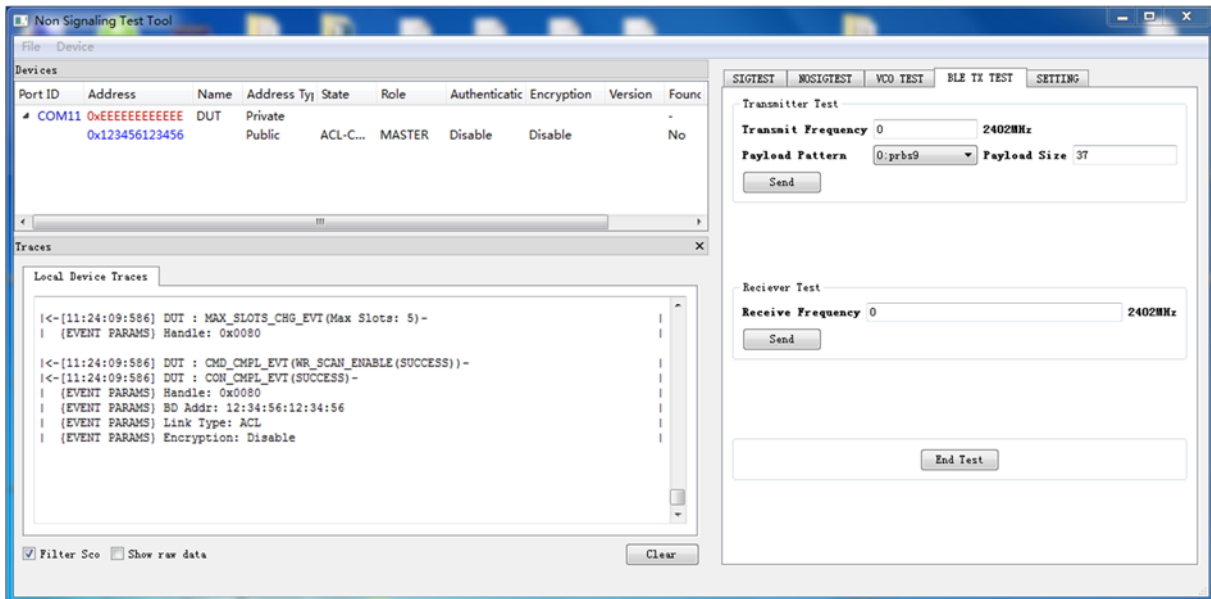 Non Signaling Test Tool
File Device
Devices
Port ID Address Name Address Ty State Role Authenticatic Encryption Version Found
COM11 0xEEEEEEEEEEEE DUT Private -
0x123456123456 Public ACL-C... MASTER Disable Disable No
Traces
Local Device Traces
|<-[11:24:09:586] DUT : MAX_SLOTS_CHG_EVT(Max Slots: 5)- |
| {EVENT PARAMS} Handle: 0x0080 |
|<-[11:24:09:586] DUT : CMD_CMPL_EVT(WR_SCAN_ENABLE(SUCCESS))- |
|<-[11:24:09:586] DUT : CON_CMPL_EVT(SUCCESS)- |
| {EVENT PARAMS} Handle: 0x0080 |
| {EVENT PARAMS} BD Addr: 12:34:56:12:34:56 |
| {EVENT PARAMS} Link Type: ACL |
| {EVENT PARAMS} Encryption: Disable |
Filter Sco Show raw data Clear
SIGTEST NOSIGTEST VCO TEST BLE TX TEST SETTING
Transmitter Test
Transmit Frequency 0 2402MHz
Payload Pattern 0:prbs9 Payload Size 37
Send
Reciever Test
Receive Frequency 0 2402MHz
Send
End Test